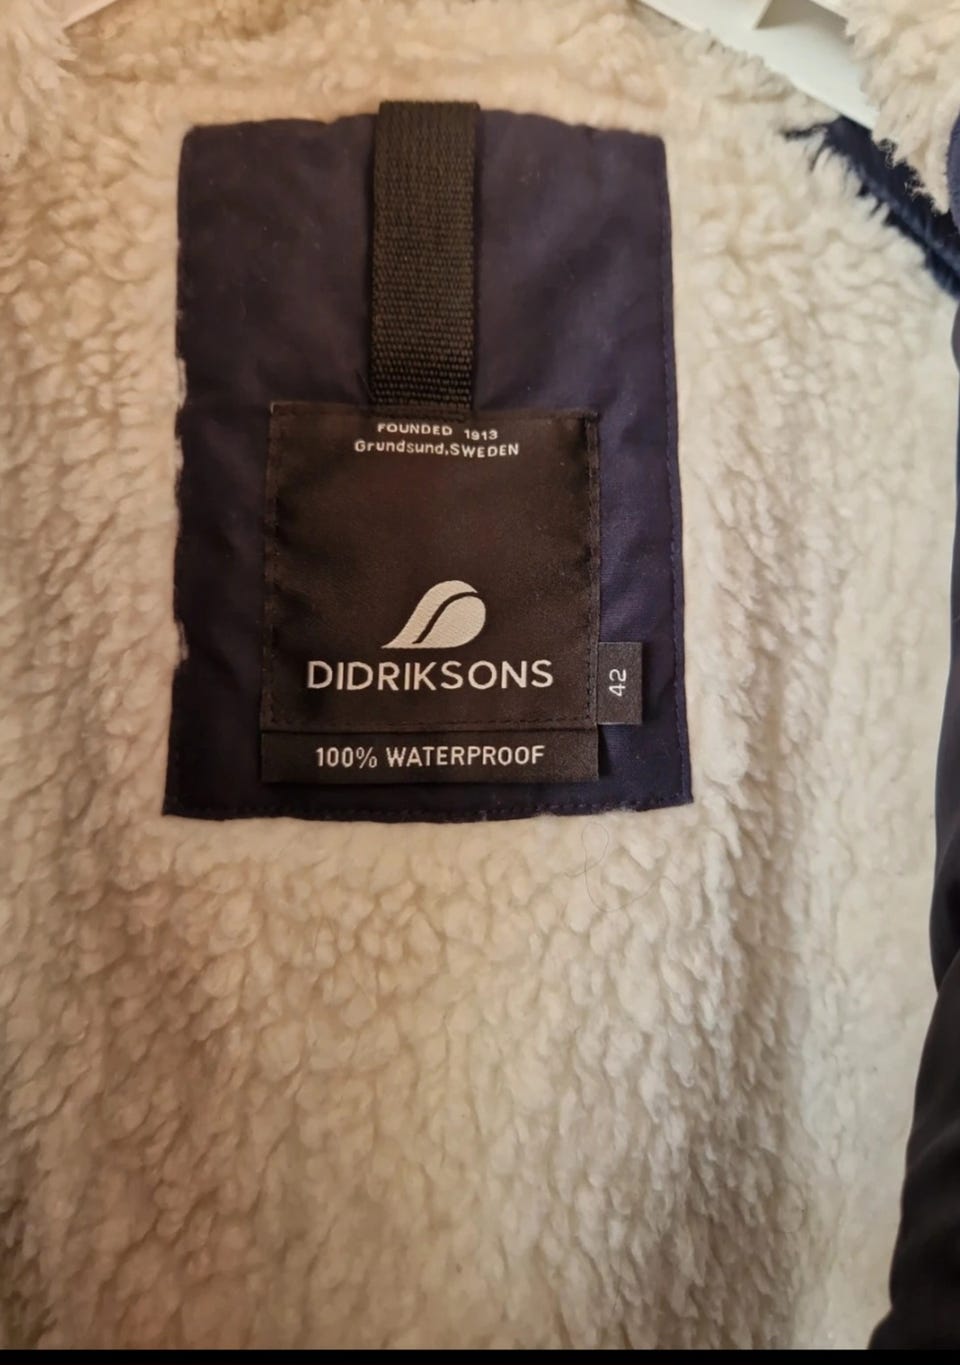 FOUNDED 1913
Grundsund,SWEDEN
DIDRIKSONS
42
100% WATERPROOF